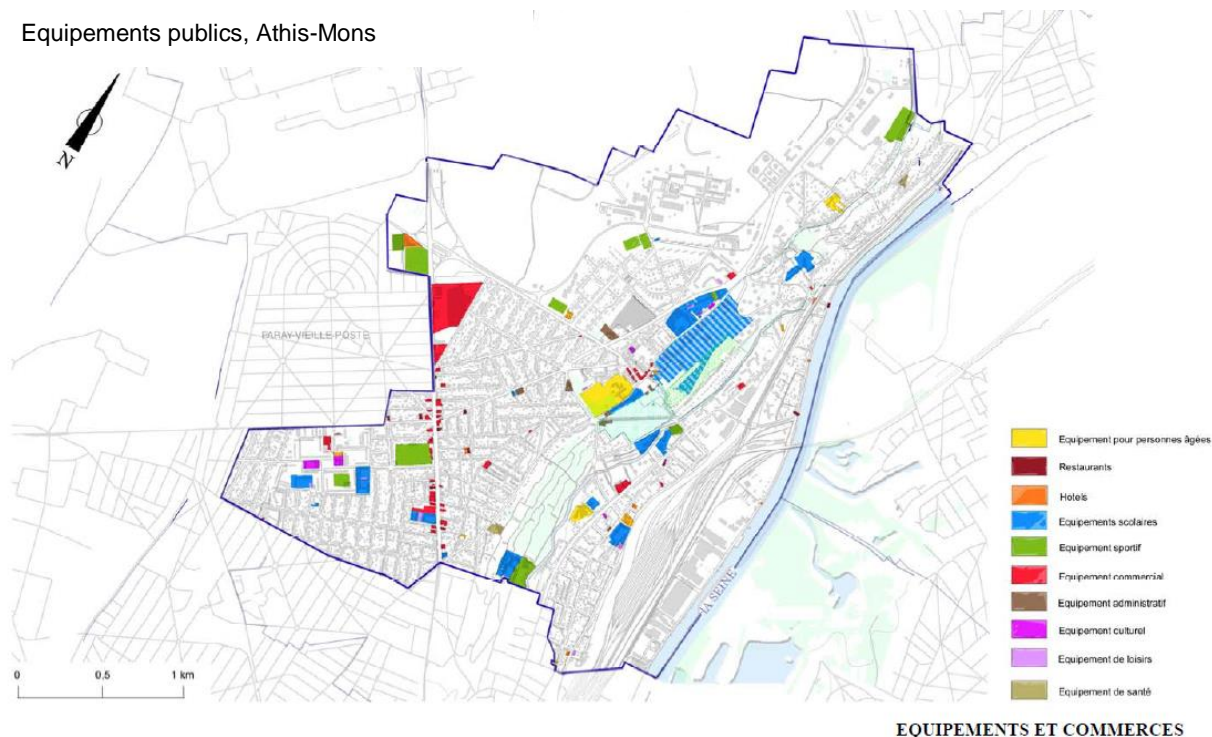 Equipements publics, Athis-Mons
N
PARAY-VIEILLE-POSTE
LA SEINE
0 0,5 1 km
Equipement pour personnes âgées
Restaurants
Hotels
Equipements scolaires
Equipement sportif
Equipement commercial
Equipement administratif
Equipement culturel
Equipement de loisirs
Equipement de santé
EQUIPEMENTS ET COMMERCES